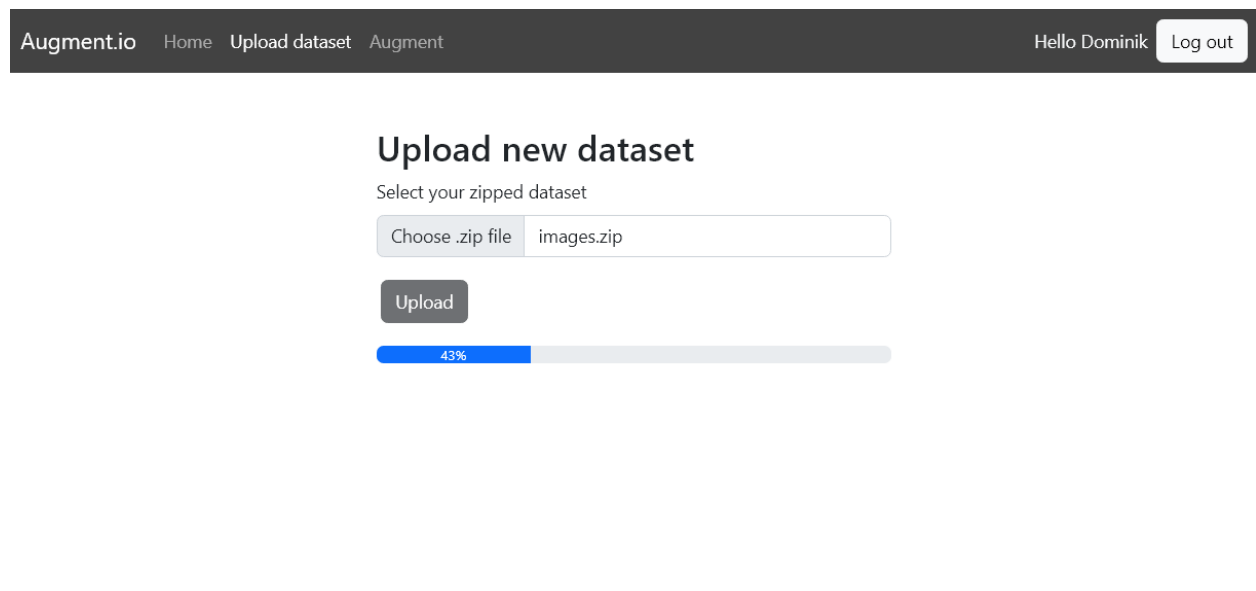 Augment.io Home Upload dataset Augment Hello Dominik Log out
Upload new dataset
Select your zipped dataset
Choose .zip file images.zip
Upload
43%